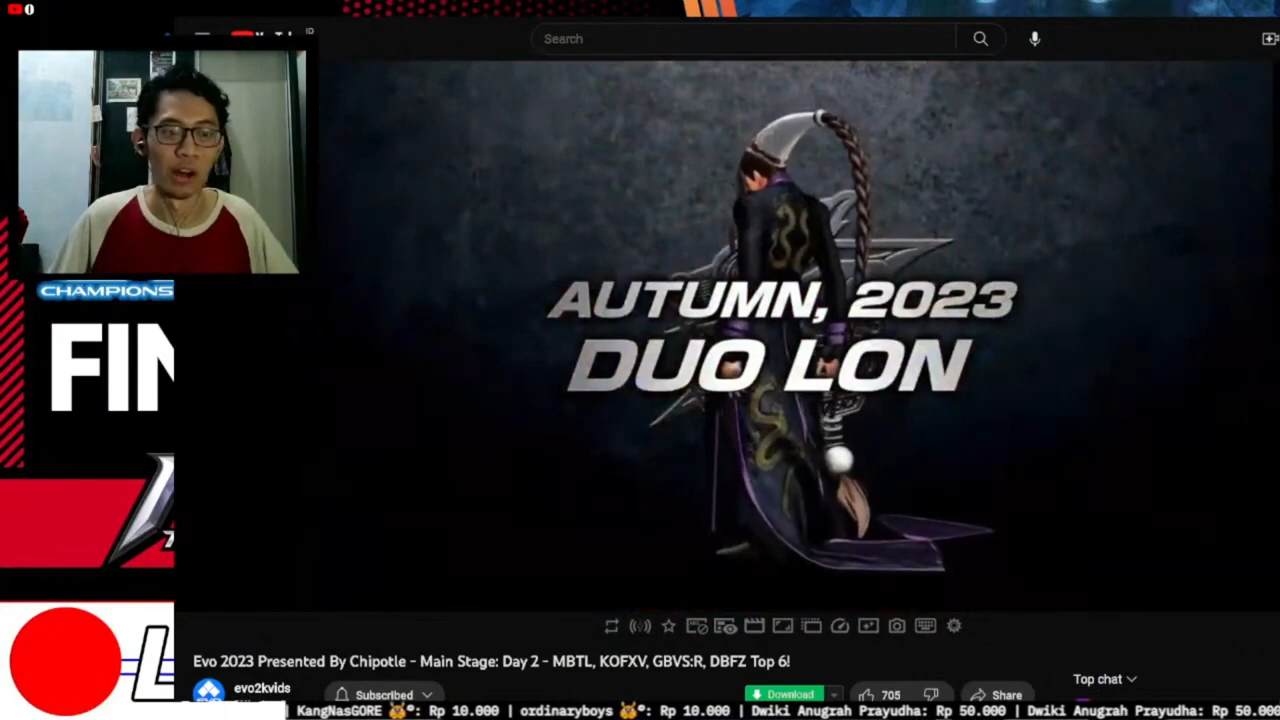 0
ID
Search
AUTUMN, 2023
DUO LON
CHAMPIONS
FIN
Evo 2023 Presented By Chipotle - Main Stage: Day 2 - MBTL, KOFXV, GBVS:R, DBFZ Top 6!
evo2kvids
Subscribed
Download
705
Share
Top chat
| KangNasGORE : Rp 10.000 | ordinaryboys : Rp 10.000 | Dwiki Anugrah Prayudha: Rp 50.000 | Dwiki Anugrah Prayudha: Rp 50.000